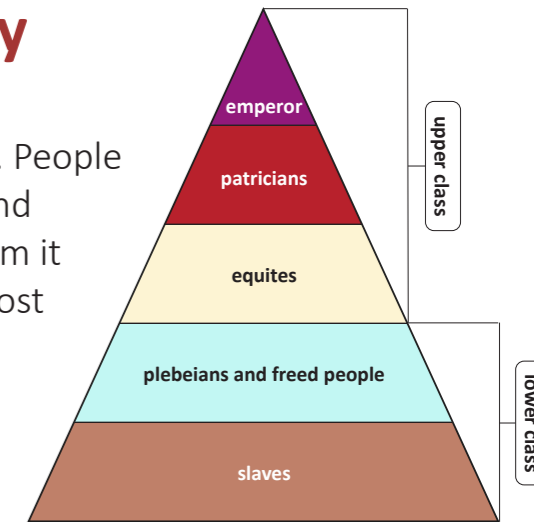 y
. People
nd
m it
ost
emperor
patricians
equites
plebeians and freed people
slaves
upper class
lower class